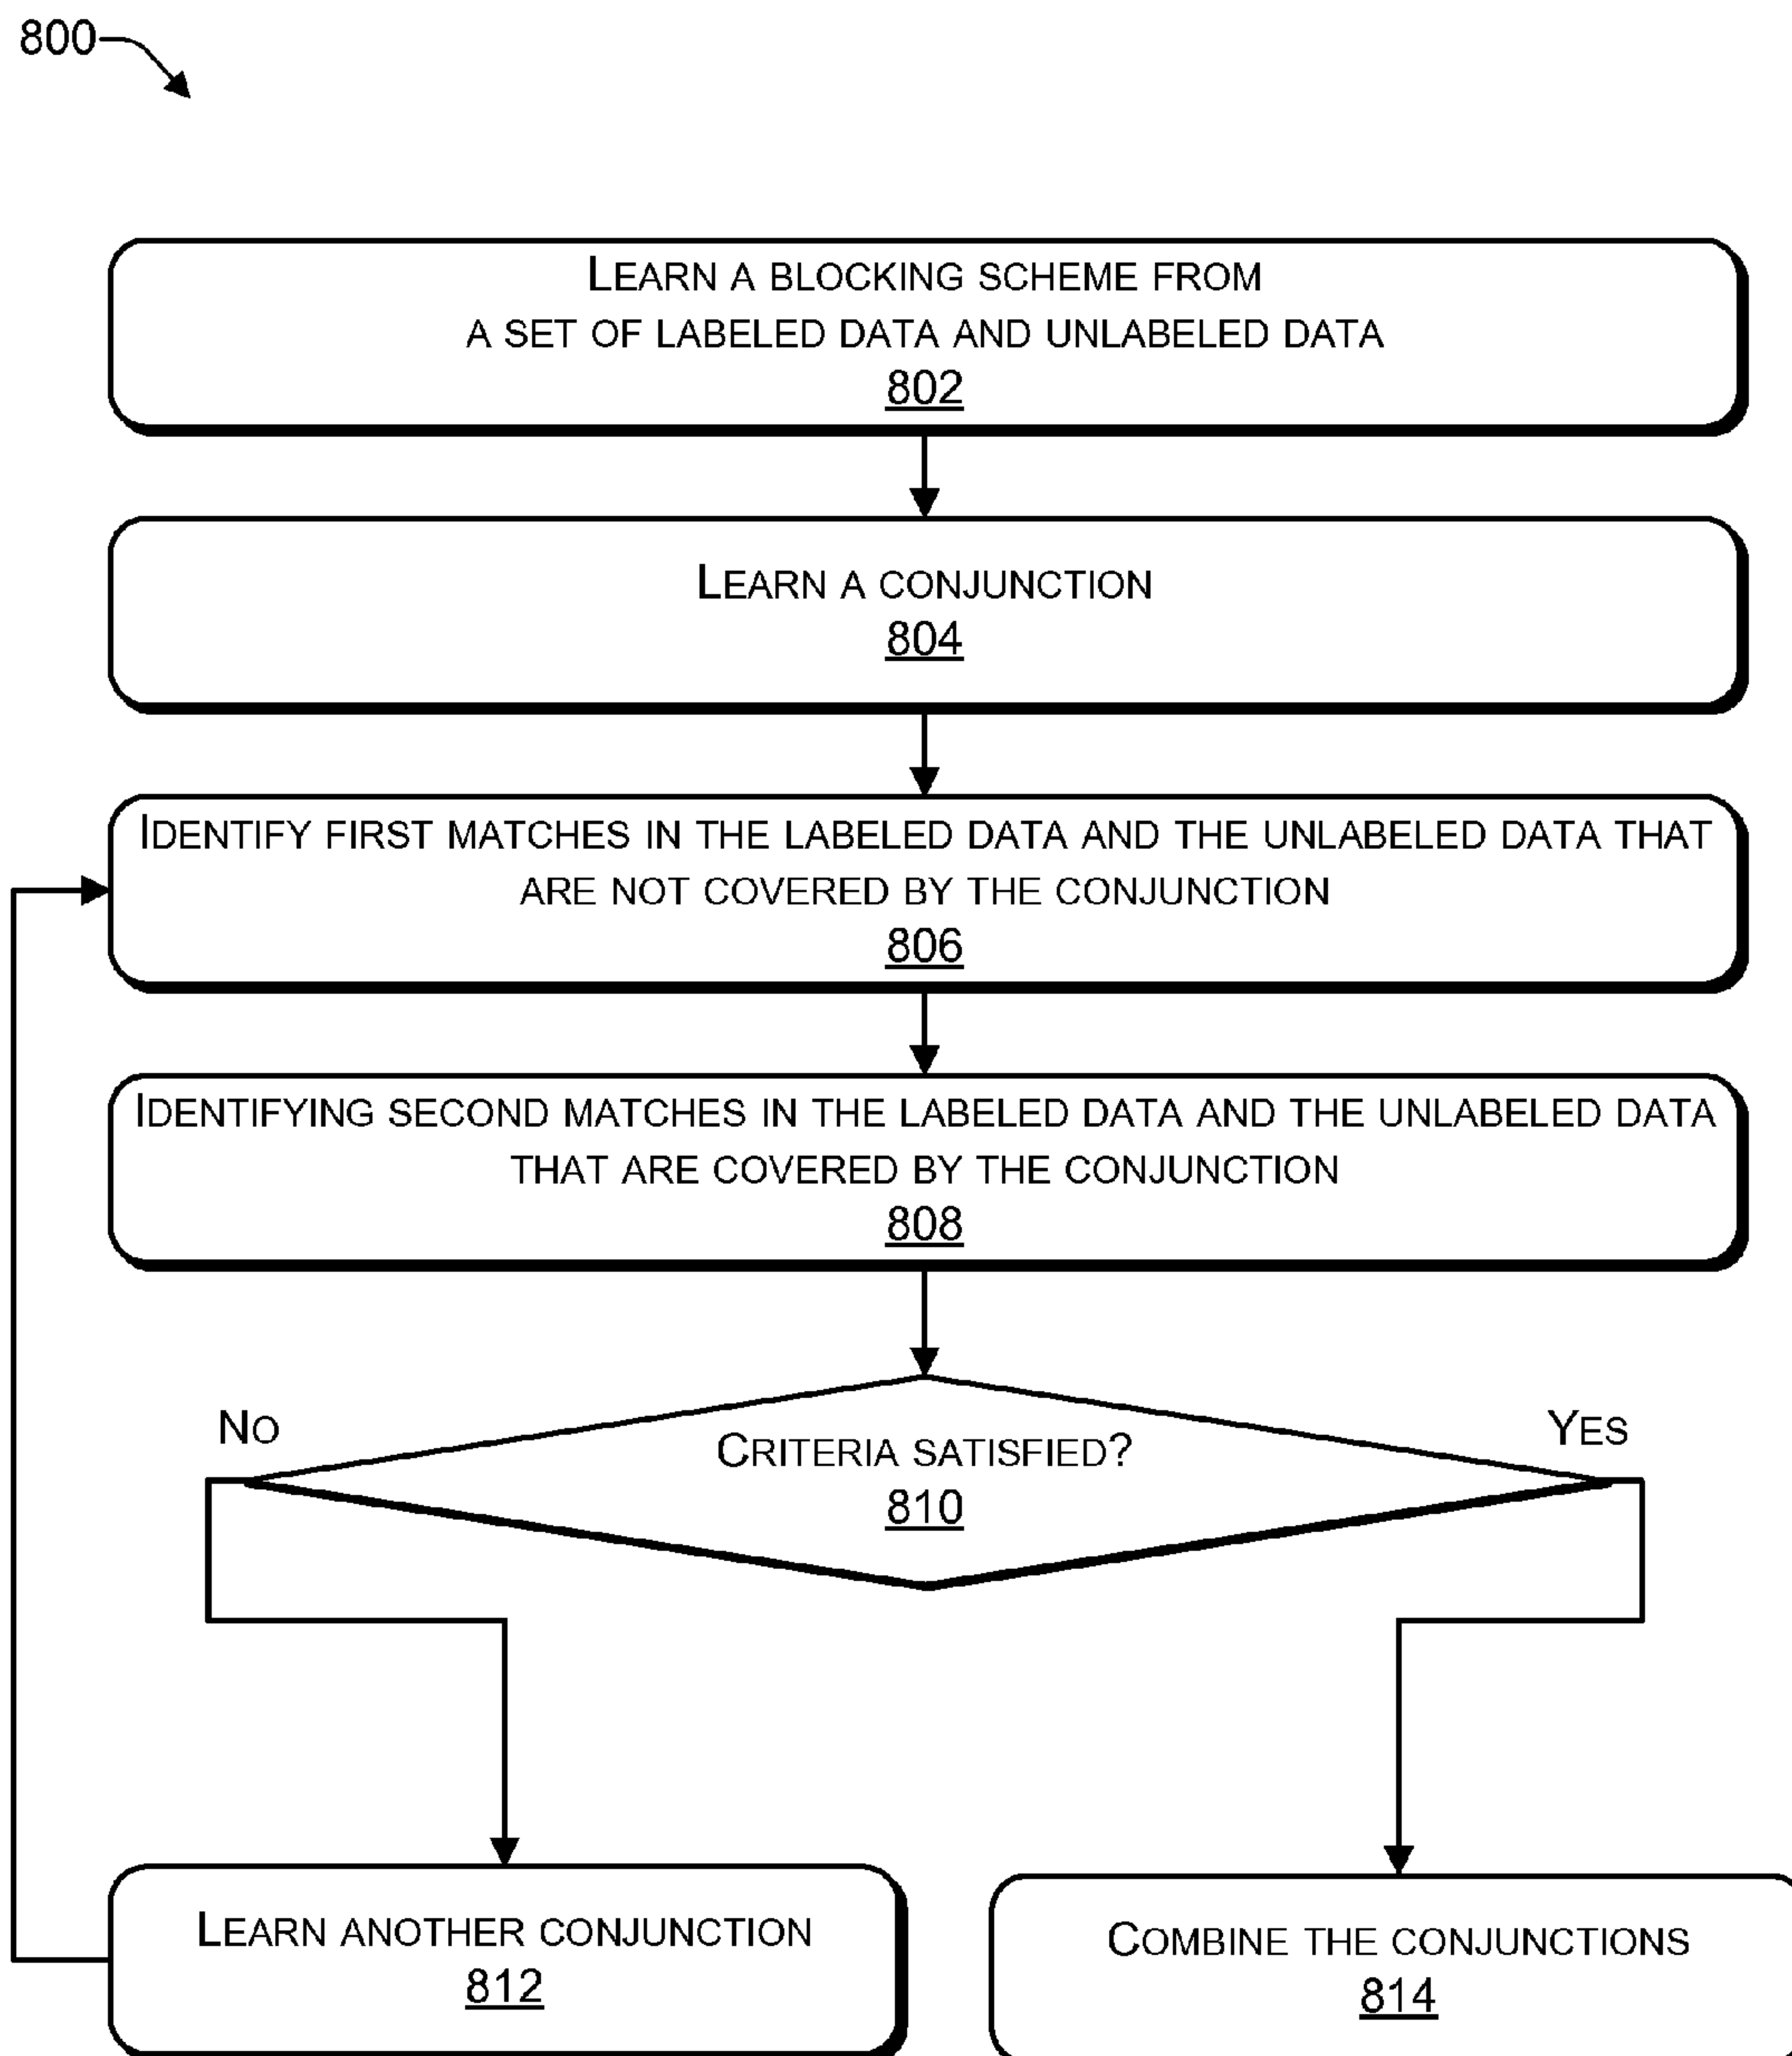 800
LEARN A BLOCKING SCHEME FROM
A SET OF LABELED DATA AND UNLABELED DATA
802
LEARN A CONJUNCTION
804
IDENTIFY FIRST MATCHES IN THE LABELED DATA AND THE UNLABELED DATA THAT
ARE NOT COVERED BY THE CONJUNCTION
806
IDENTIFYING SECOND MATCHES IN THE LABELED DATA AND THE UNLABELED DATA
THAT ARE COVERED BY THE CONJUNCTION
808
NO
YES
CRITERIA SATISFIED?
810
LEARN ANOTHER CONJUNCTION
812
COMBINE THE CONJUNCTIONS
814